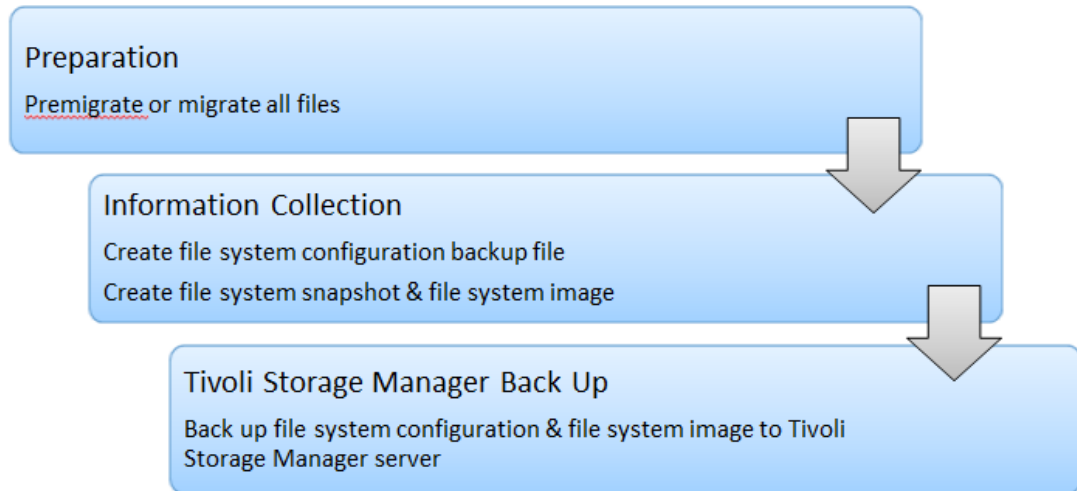 Preparation
Premigrate or migrate all files
Information Collection
Create file system configuration backup file
Create file system snapshot & file system image
Tivoli Storage Manager Back Up
Back up file system configuration & file system image to Tivoli
Storage Manager server